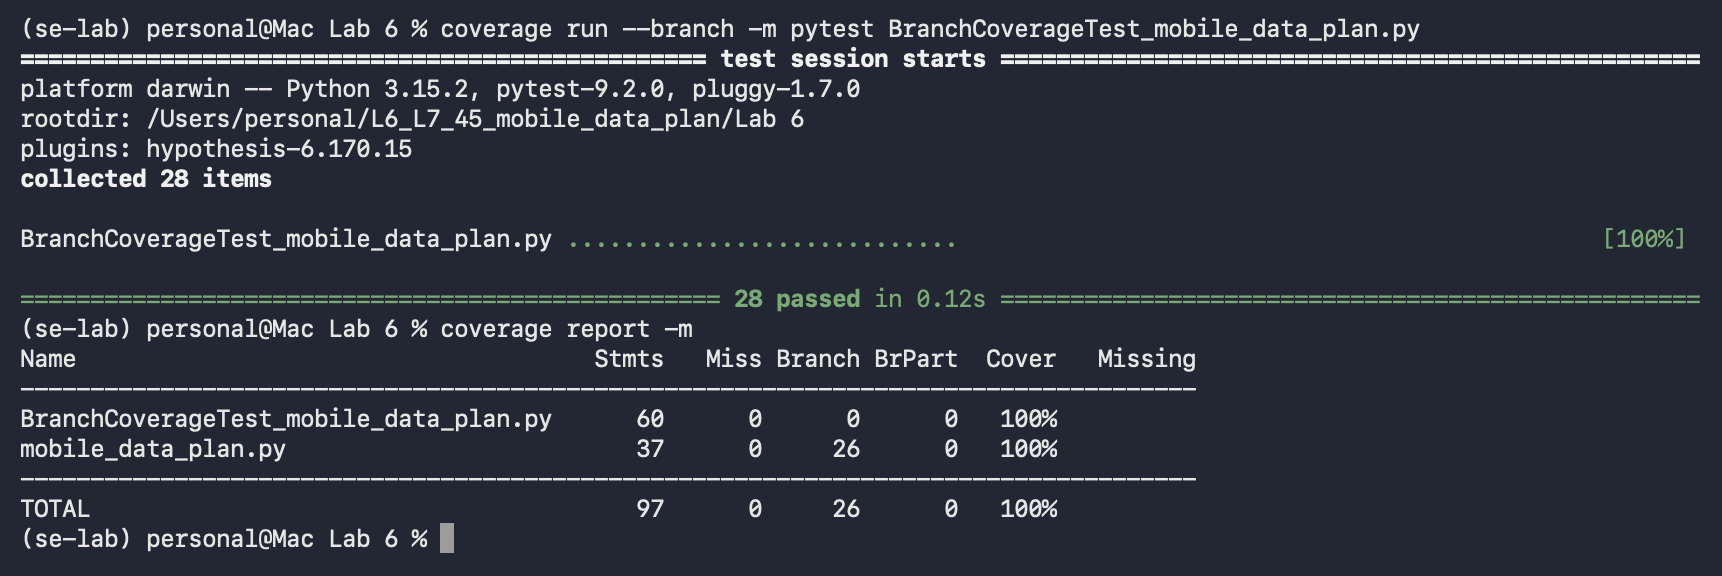 (se-lab) personal@Mac Lab 6 % coverage run --branch -m pytest BranchCoverageTest_mobile_data_plan.py
================================================= test session starts ==================================================
platform darwin -- Python 3.15.2, pytest-9.2.0, pluggy-1.7.0
rootdir: /Users/personal/L6_L7_45_mobile_data_plan/Lab 6
plugins: hypothesis-6.170.15
collected 28 items
BranchCoverageTest_mobile_data_plan.py ............................                                              [100%]
================================================== 28 passed in 0.12s ==================================================
(se-lab) personal@Mac Lab 6 % coverage report -m
Name                                     Stmts   Miss Branch BrPart  Cover   Missing
------------------------------------------------------------------------------------
BranchCoverageTest_mobile_data_plan.py      60      0      0      0   100%
mobile_data_plan.py                         37      0     26      0   100%
------------------------------------------------------------------------------------
TOTAL                                       97      0     26      0   100%
(se-lab) personal@Mac Lab 6 %